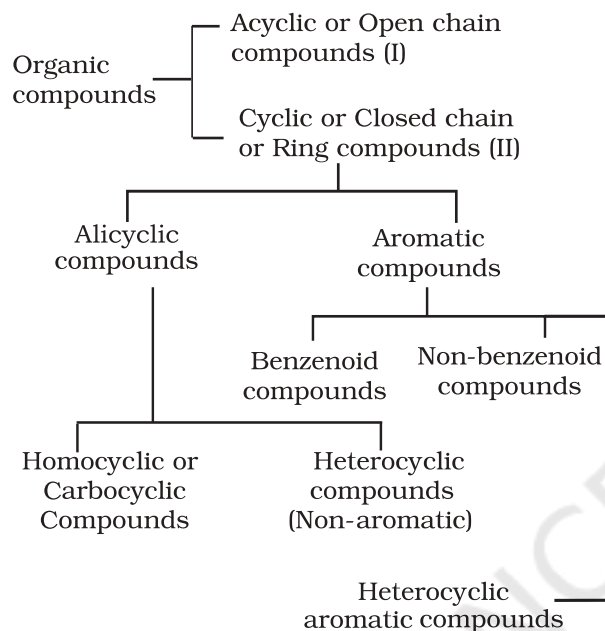 Acyclic or Open chain
compounds (I)
Organic
compounds
Cyclic or Closed chain
or Ring compounds (II)
Alicyclic
compounds
Aromatic
compounds
Benzenoid
compounds
Non-benzenoid
compounds
Homocyclic or
Carbocyclic
Compounds
Heterocyclic
compounds
(Non-aromatic)
Heterocyclic
aromatic compounds